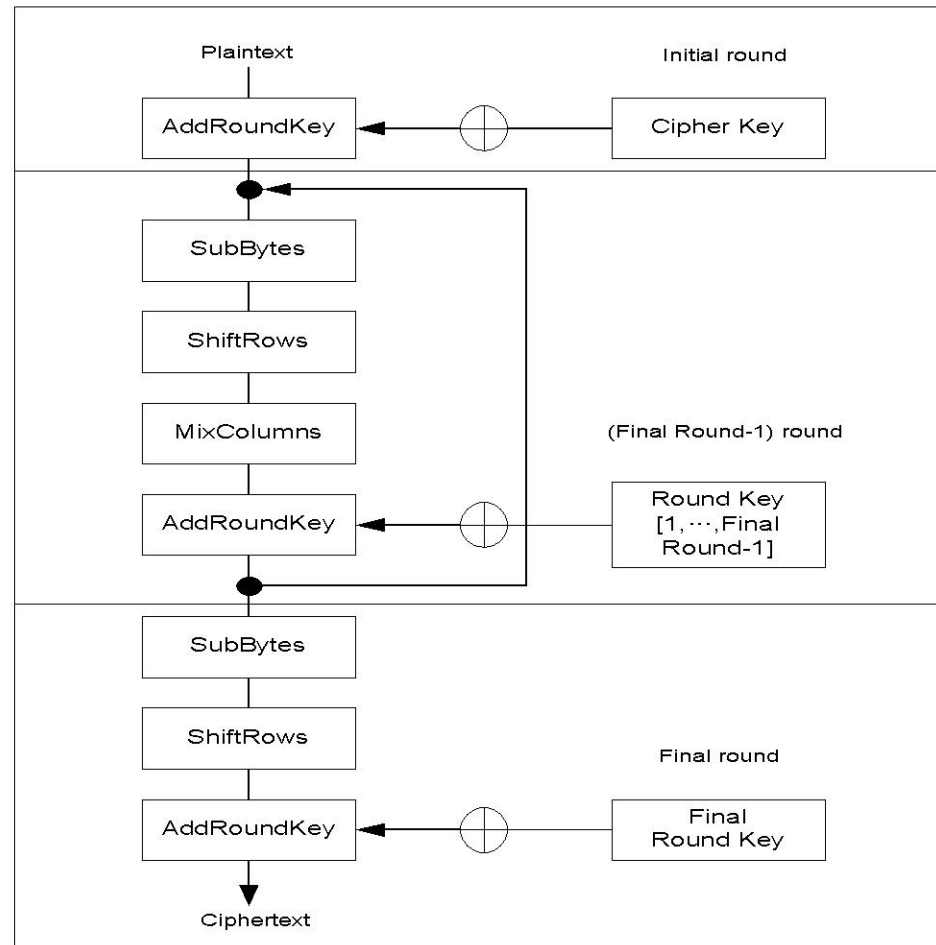 Plaintext
Initial round
AddRoundKey
Cipher Key
SubBytes
ShiftRows
MixColumns
(Final Round-1) round
AddRoundKey
Round Key
[1,⋯,Final
Round-1]
SubBytes
ShiftRows
Final round
AddRoundKey
Final
Round Key
Ciphertext